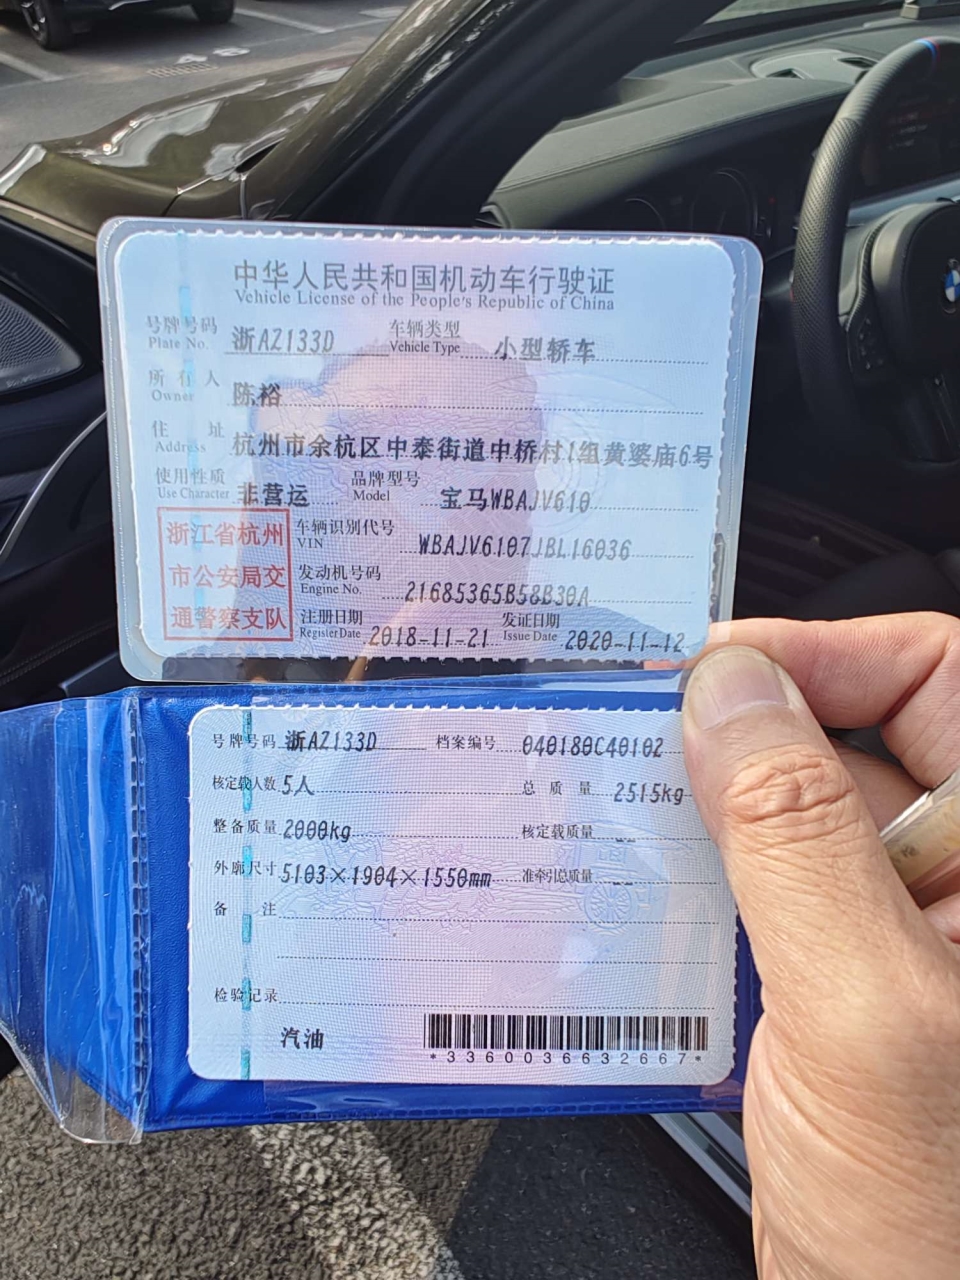 中华人民共和国机动车行驶证
Vehicle License of the People's Republic of China
号牌号码 Plate No. 浙AZ133D 车辆类型 Vehicle Type 小型轿车
所有人 Owner 陈裕
住址 Address 杭州市余杭区中泰街道中桥村1组黄婆庙6号
使用性质 Use Character 非营运 品牌型号 Model 宝马WBAJV610
浙江省杭州
市公安局交
通警察支队
车辆识别代号 VIN WBAJV6107JBL16036
发动机号码 Engine No. 21685365B58B30A
注册日期 Register Date 2018-11-21 发证日期 Issue Date 2020-11-12
号牌号码 浙AZ133D 档案编号 040180C40102
核定载人数 5人 总质量 2515kg
整备质量 2000kg 核定载质量 --
外廓尺寸 5103×1904×1550mm 准牵引总质量 --
备注
检验记录
汽油
*3360036632667*